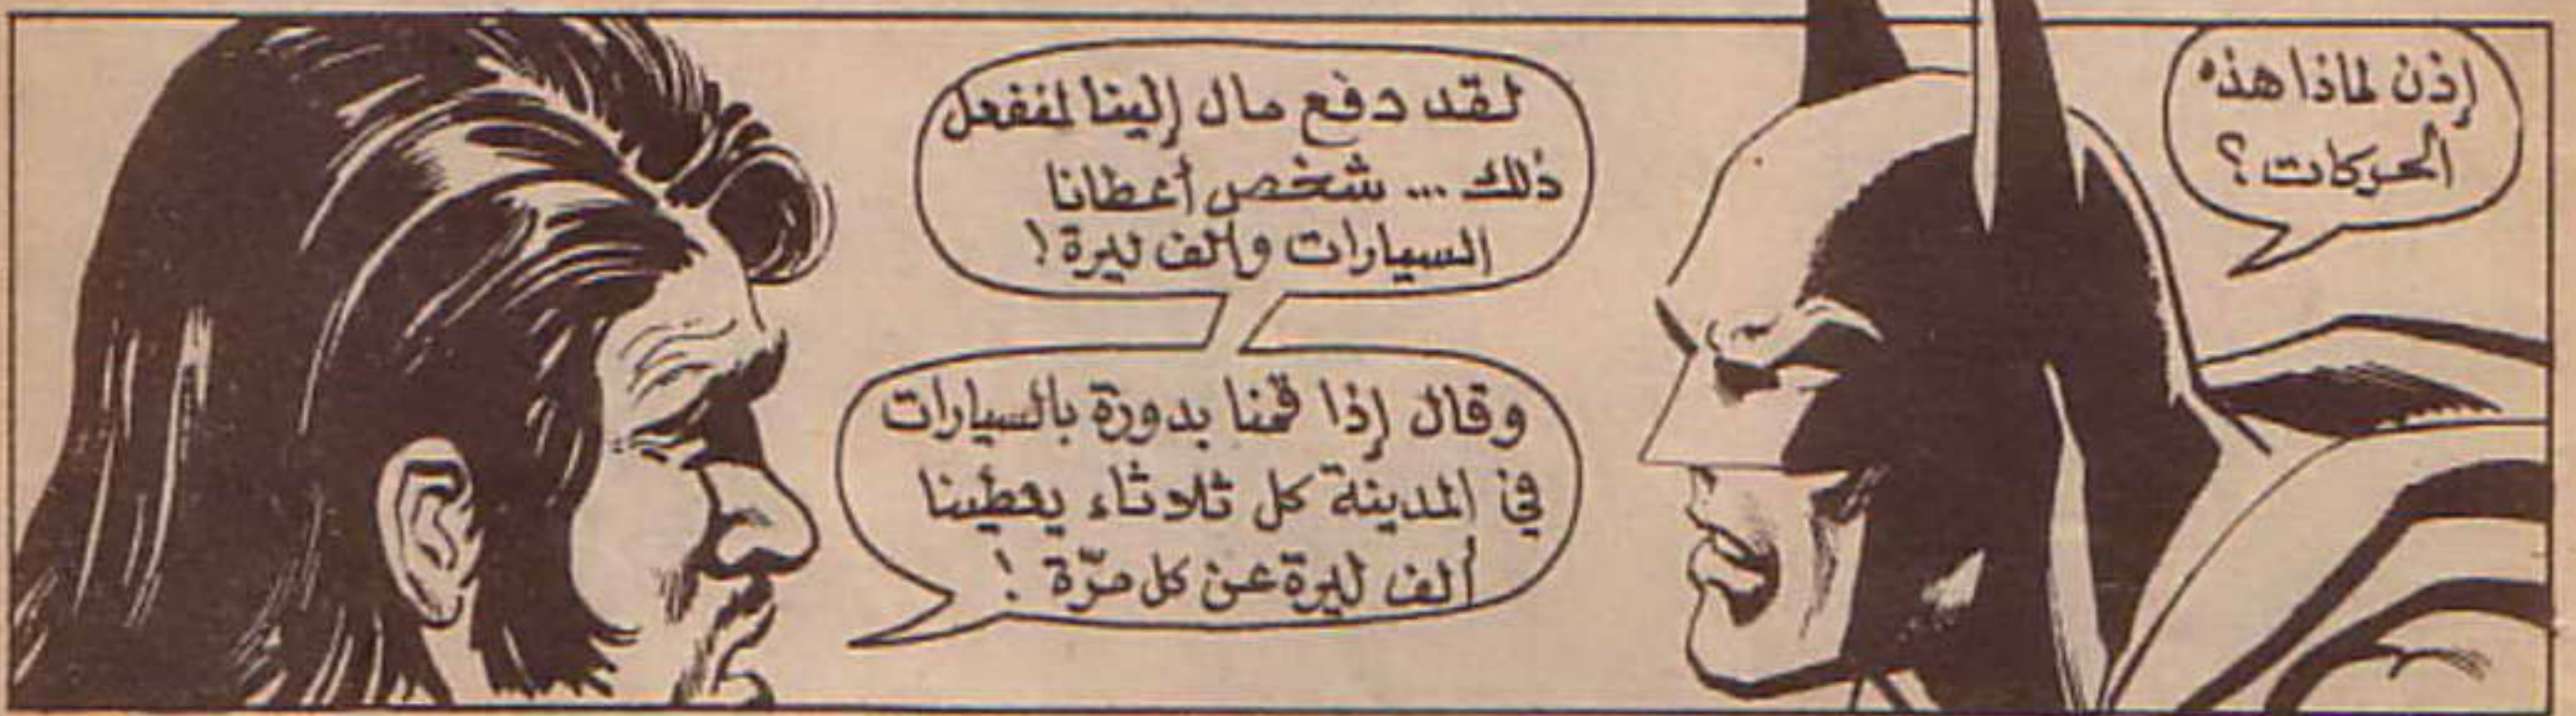 إذن لماذا هذه
الحركات؟
لقد دفع مال إلينا لنفعل
ذلك ... شخص أعطانا
السيارات وألف ليرة!
وقال إذا قمنا بدورة بالسيارات
في المدينة كل ثلاثاء يعطينا
ألف ليرة عن كل مرّة!